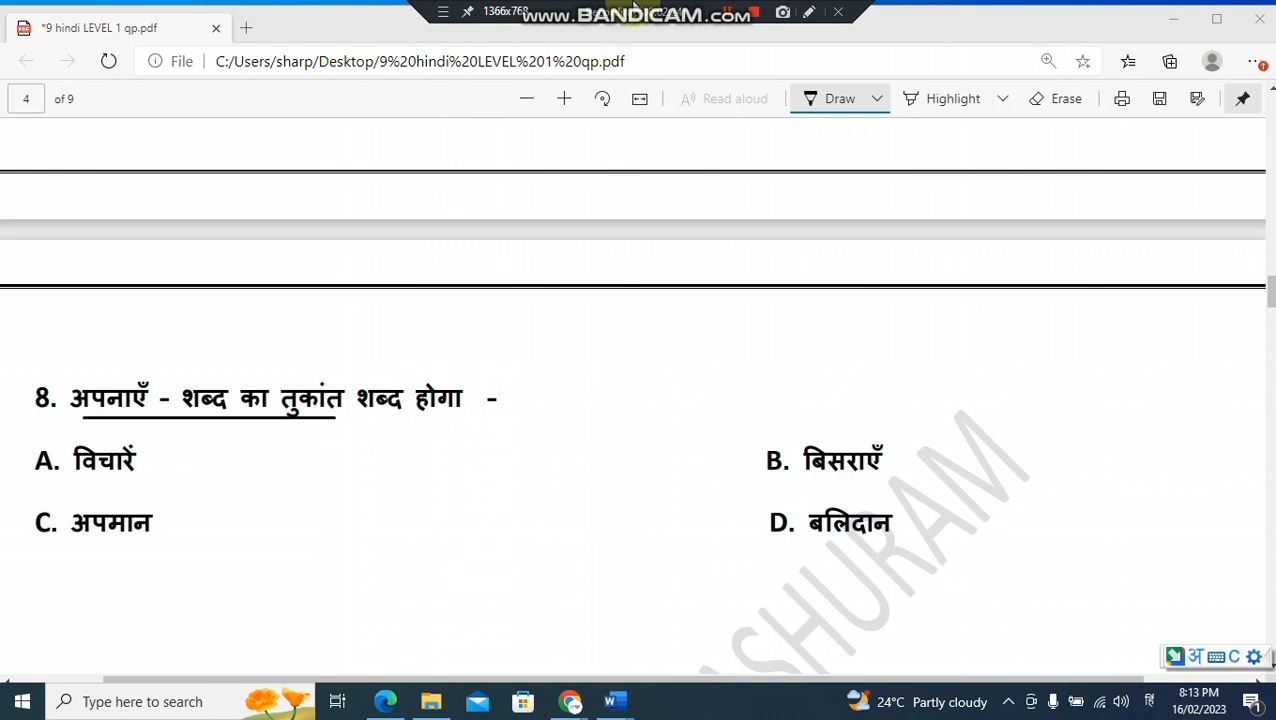 1366x768
www.BANDICAM.com
*9 hindi LEVEL 1 qp.pdf
File C:/Users/sharp/Desktop/9%20hindi%20LEVEL%201%20qp.pdf
4 of 9 Read aloud Draw Highlight Erase
8. अपनाएँ - शब्द का तुकांत शब्द होगा -
A. विचारें B. बिसराएँ
C. अपमान D. बलिदान
ASHURAM
अ C
Type here to search 24°C Partly cloudy हि 8:13 PM
16/02/2023